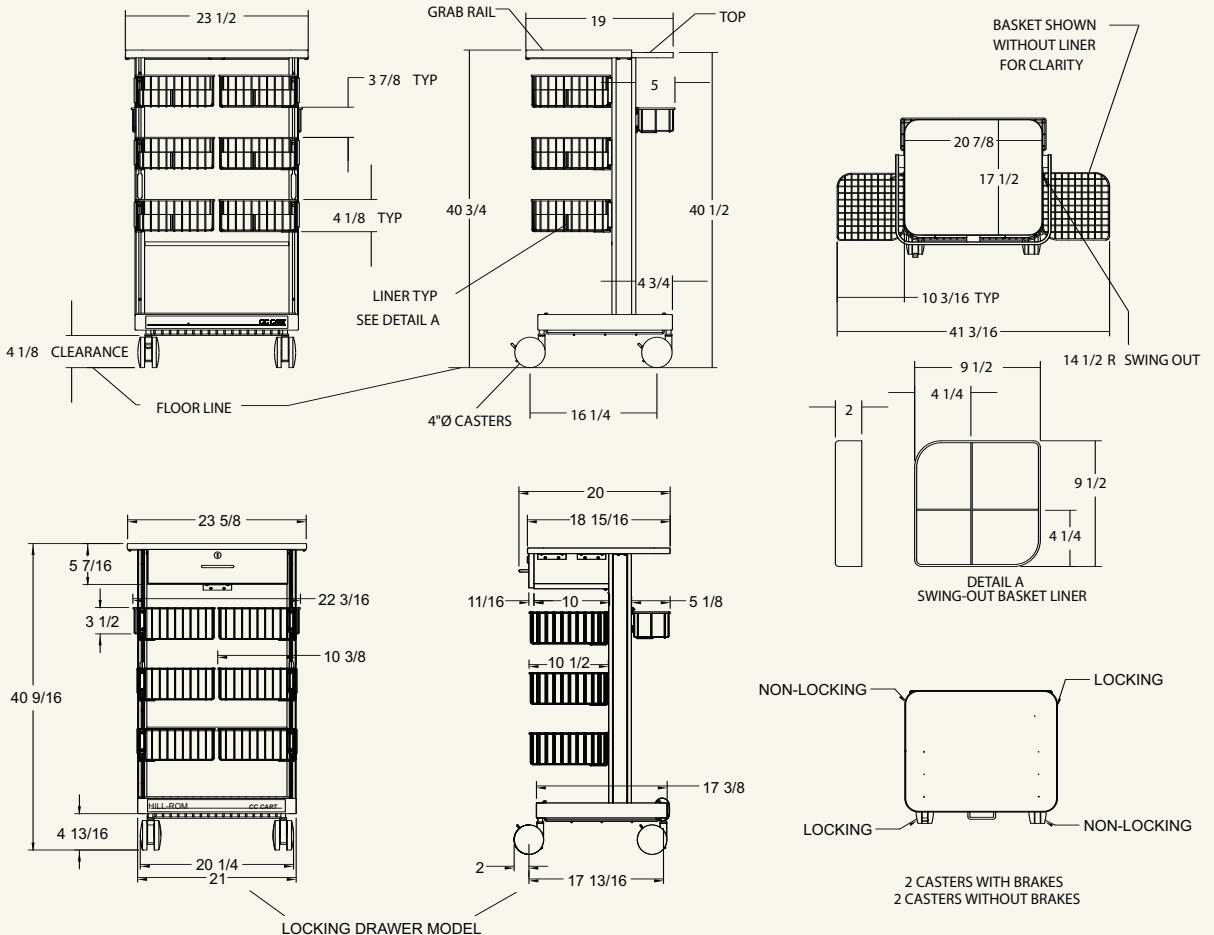 23 1/2
3 7/8 TYP
4 1/8 TYP
4 1/8 CLEARANCE
FLOOR LINE
CC CART
GRAB RAIL
19
TOP
5
40 3/4
40 1/2
LINER TYP
SEE DETAIL A
4 3/4
4"Ø CASTERS
16 1/4
BASKET SHOWN
WITHOUT LINER
FOR CLARITY
20 7/8
17 1/2
10 3/16 TYP
41 3/16
14 1/2 R SWING OUT
9 1/2
4 1/4
2
9 1/2
4 1/4
DETAIL A
SWING-OUT BASKET LINER
23 5/8
5 7/16
22 3/16
3 1/2
10 3/8
40 9/16
HILL-ROM
CC CART
4 13/16
20 1/4
21
20
18 15/16
11/16
10
5 1/8
10 1/2
17 3/8
2
17 13/16
LOCKING DRAWER MODEL
NON-LOCKING
LOCKING
LOCKING
NON-LOCKING
2 CASTERS WITH BRAKES
2 CASTERS WITHOUT BRAKES